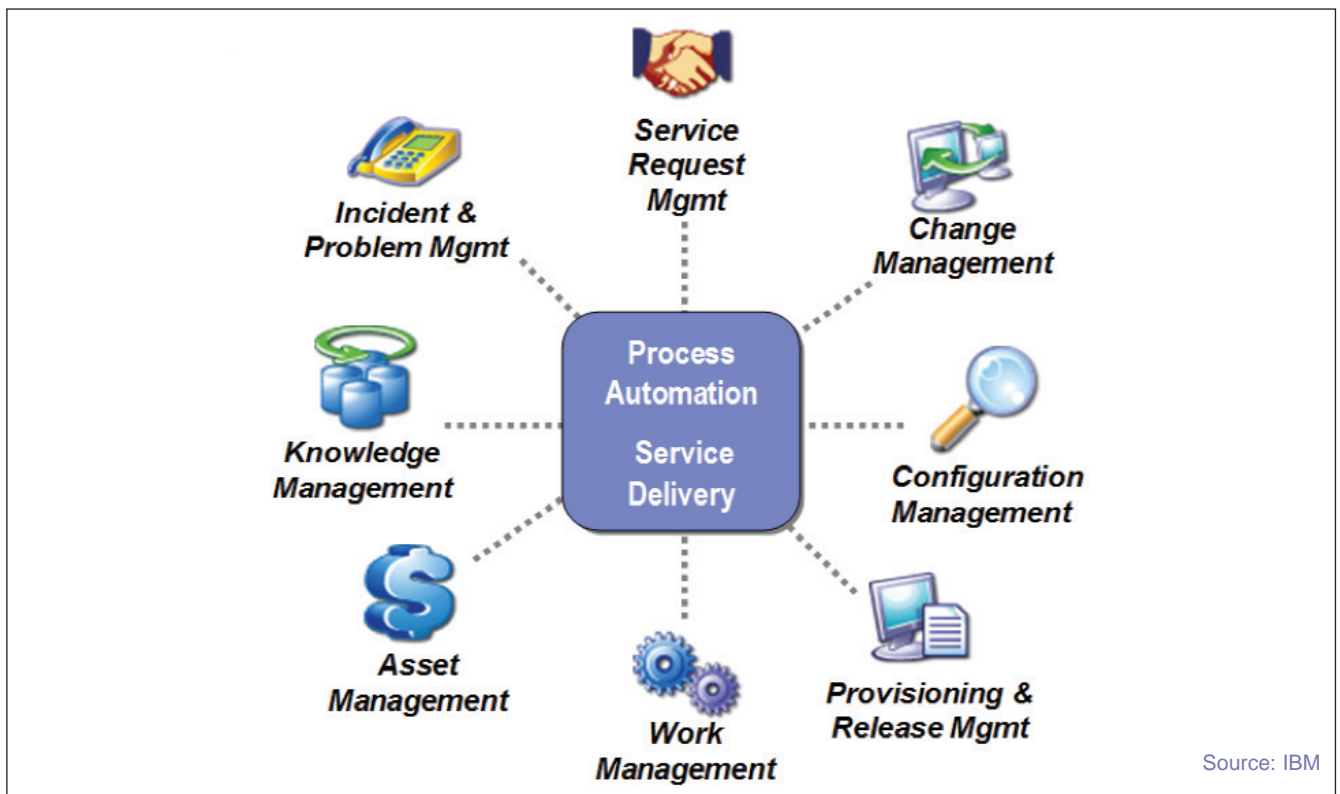 Service
Request
Mgmt
Incident &
Problem Mgmt
Change
Management
Process
Automation
Service
Delivery
Knowledge
Management
Configuration
Management
Asset
Management
Work
Management
Provisioning &
Release Mgmt
Source: IBM